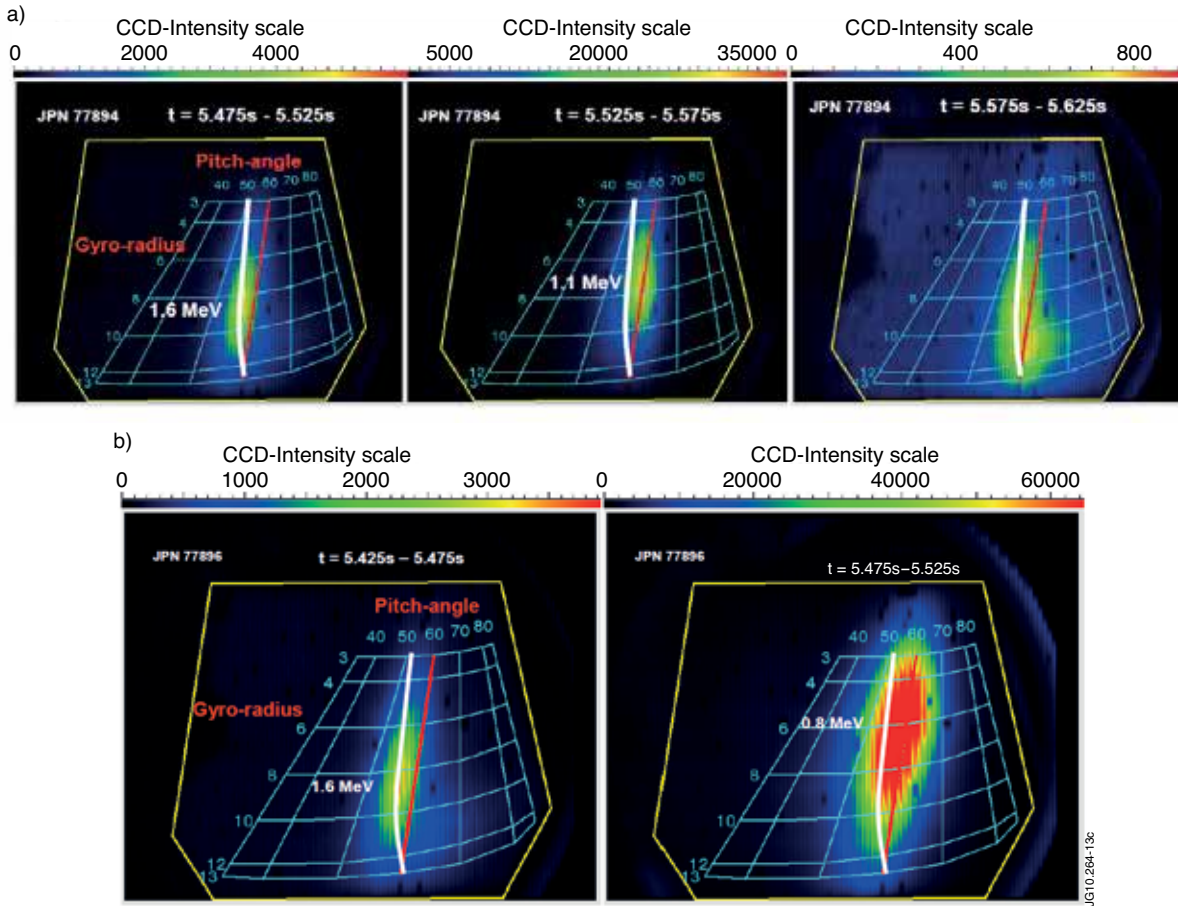 a)
CCD-Intensity scale CCD-Intensity scale CCD-Intensity scale
0 2000 4000 5000 20000 35000 0 400 800
JPN 77894 t = 5.475s - 5.525s
Pitch-angle
40 50 60 70 80
3
4
Gyro-radius
6
1.6 MeV
8
10
12
13
JPN 77894 t = 5.525s - 5.575s
40 50 60 70 80
3
4
6
1.1 MeV
8
10
12
13
JPN 77894 t = 5.575s - 5.625s
40 50 60 70 80
3
4
6
8
10
12
13
b)
CCD-Intensity scale CCD-Intensity scale
0 1000 2000 3000 0 20000 40000 60000
JPN 77896 t = 5.425s – 5.475s
Pitch-angle
40 50 60 70 80
3
4
Gyro-radius
6
8
1.6 MeV
10
12
13
JPN 77896 t = 5.475s–5.525s
40 50 60 70 80
3
4
6
0.8 MeV
8
10
12
13
JG10.264-13c